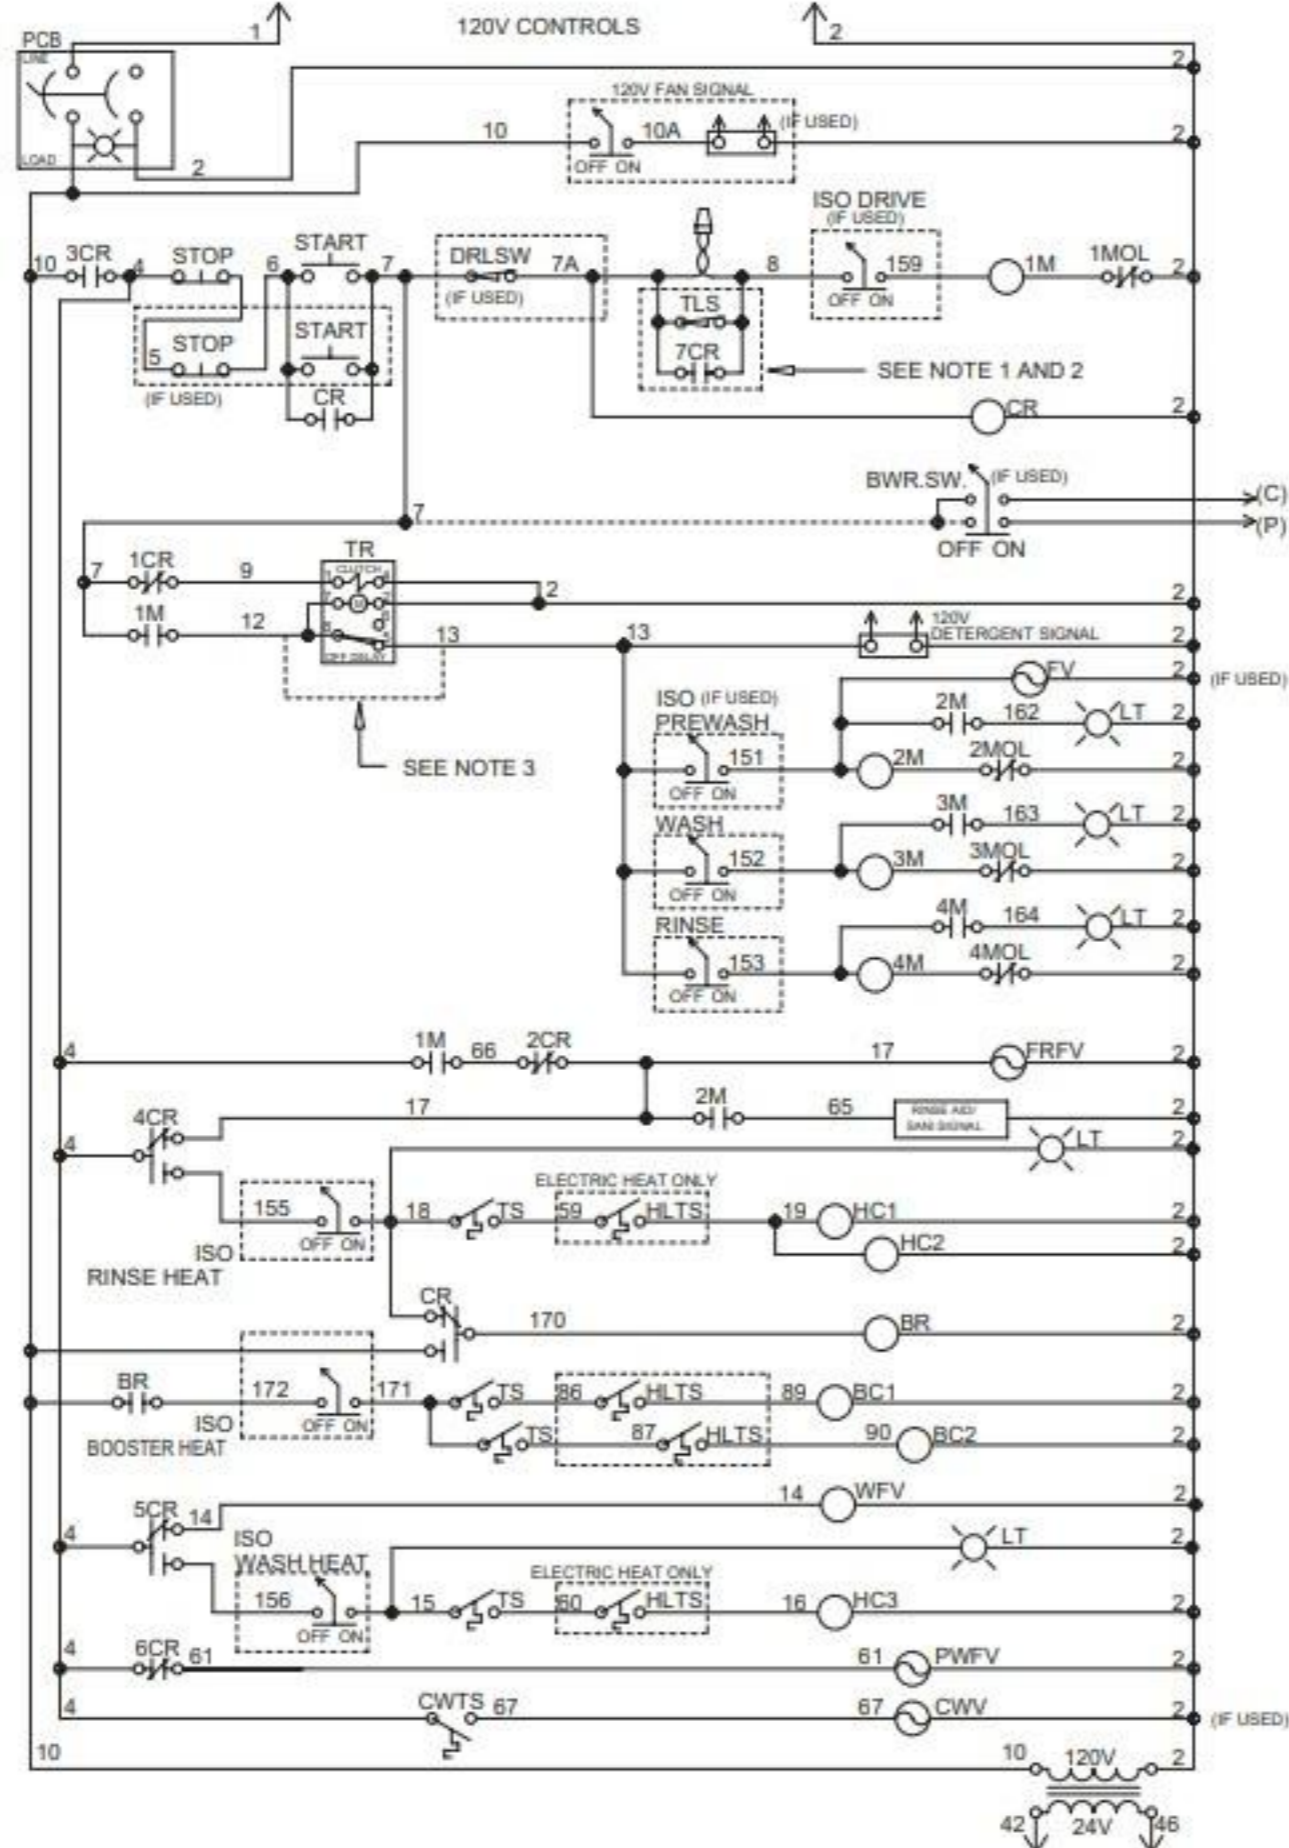 120V CONTROLS
1
2
PCB
LINE
LOAD
2
2
120V FAN SIGNAL
10
10A
(IF USED)
2
OFF ON
ISO DRIVE
(IF USED)
10
3CR
4
STOP
6
START
7
DRLSW
(IF USED)
7A
8
159
OFF ON
1M
1MOL
2
5
STOP
(IF USED)
START
CR
TLS
7CR
SEE NOTE 1 AND 2
CR
2
BWR.SW.
(IF USED)
(C)
(P)
OFF ON
7
TR
CLUTCH
7
1CR
9
1
4
2
2
M
2
1M
12
OFF DELAY
13
13
120V
DETERGENT SIGNAL
2
SEE NOTE 3
FV
2
(IF USED)
ISO (IF USED)
PREWASH
151
OFF ON
2M
162
LT
2
2M
2MOL
2
WASH
152
OFF ON
3M
163
LT
2
3M
3MOL
2
RINSE
153
OFF ON
4M
164
LT
2
4M
4MOL
2
4
1M
66
2CR
17
FRFV
2
4CR
17
2M
65
RINSE AID/
SANI SIGNAL
2
4
LT
2
ELECTRIC HEAT ONLY
155
OFF ON
18
TS
59
HLTS
19
HC1
2
ISO
RINSE HEAT
HC2
2
CR
170
BR
2
BR
172
OFF ON
171
TS
86
HLTS
89
BC1
2
ISO
BOOSTER HEAT
TS
87
HLTS
90
BC2
2
5CR
14
14
WFV
2
4
ISO
WASH HEAT
LT
2
ELECTRIC HEAT ONLY
156
OFF ON
15
TS
60
HLTS
16
HC3
2
4
6CR
61
61
PWFV
2
4
CWTS
67
67
CWV
2
(IF USED)
10
10
120V
2
42
24V
46